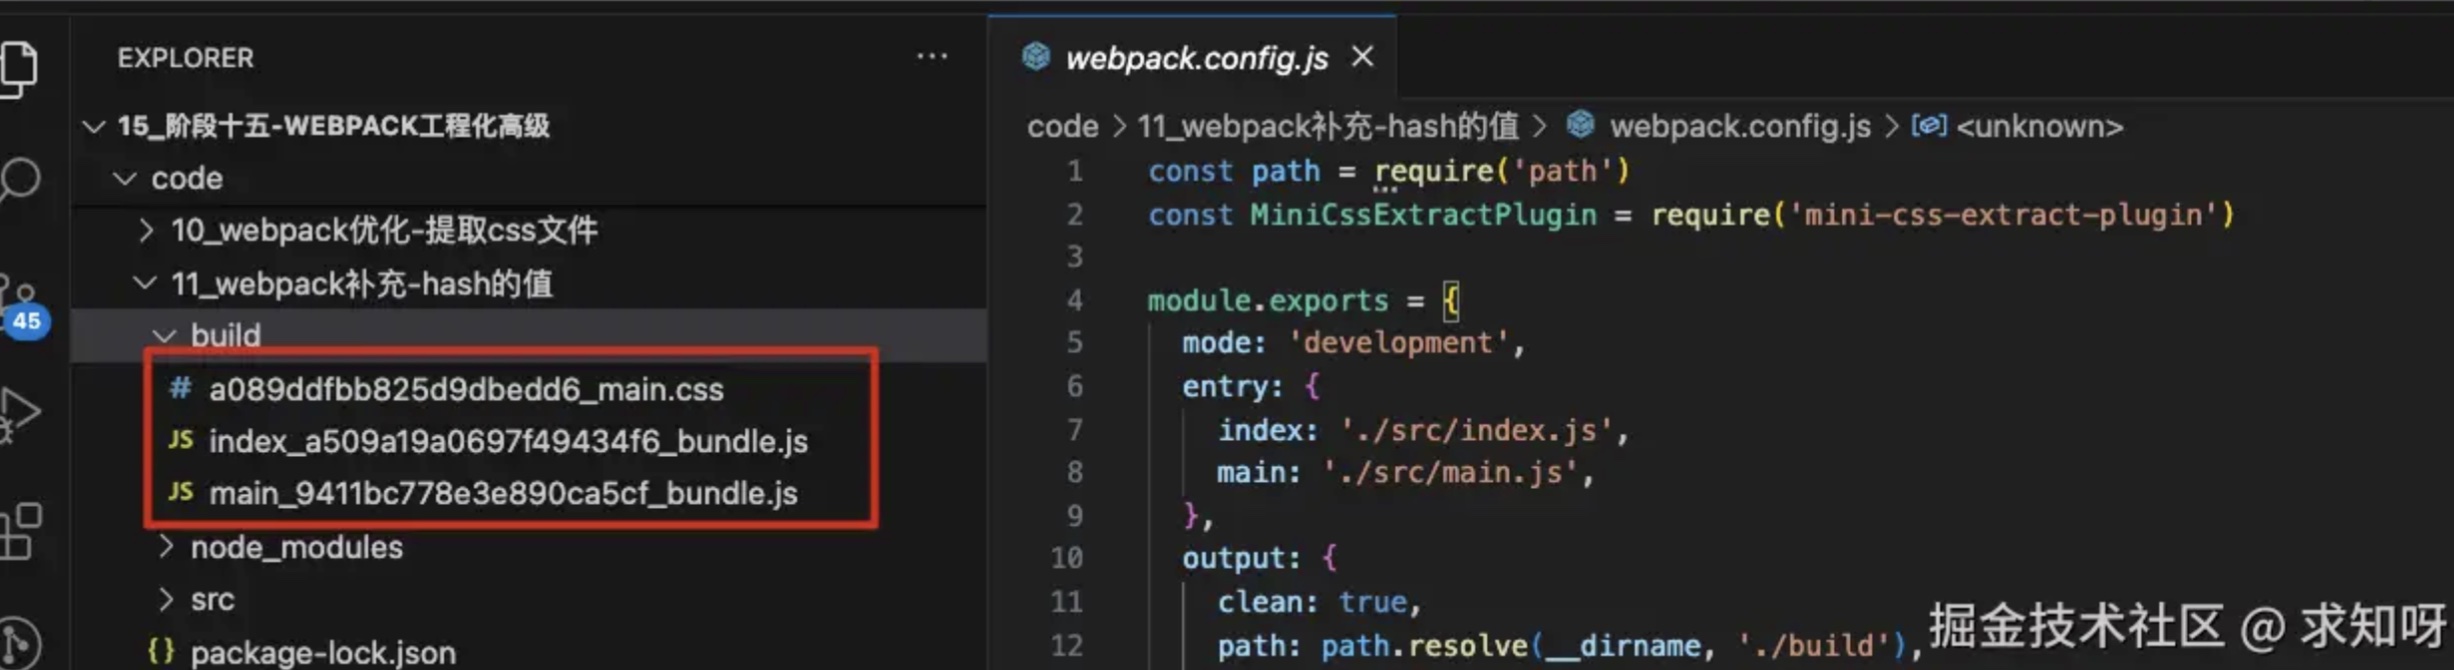 EXPLORER
15_阶段十五-WEBPACK工程化高级
code
10_webpack优化-提取css文件
11_webpack补充-hash的值
build
# a089ddfbb825d9dbedd6_main.css
JS index_a509a19a0697f49434f6_bundle.js
JS main_9411bc778e3e890ca5cf_bundle.js
node_modules
src
{} package-lock.json
45
webpack.config.js
code > 11_webpack补充-hash的值 > webpack.config.js > <unknown>
1 const path = require('path')
2 const MiniCssExtractPlugin = require('mini-css-extract-plugin')
3
4 module.exports = {
5 mode: 'development',
6 entry: {
7 index: './src/index.js',
8 main: './src/main.js',
9 },
10 output: {
11 clean: true,
12 path: path.resolve(__dirname, './build'),
掘金技术社区 @ 求知呀